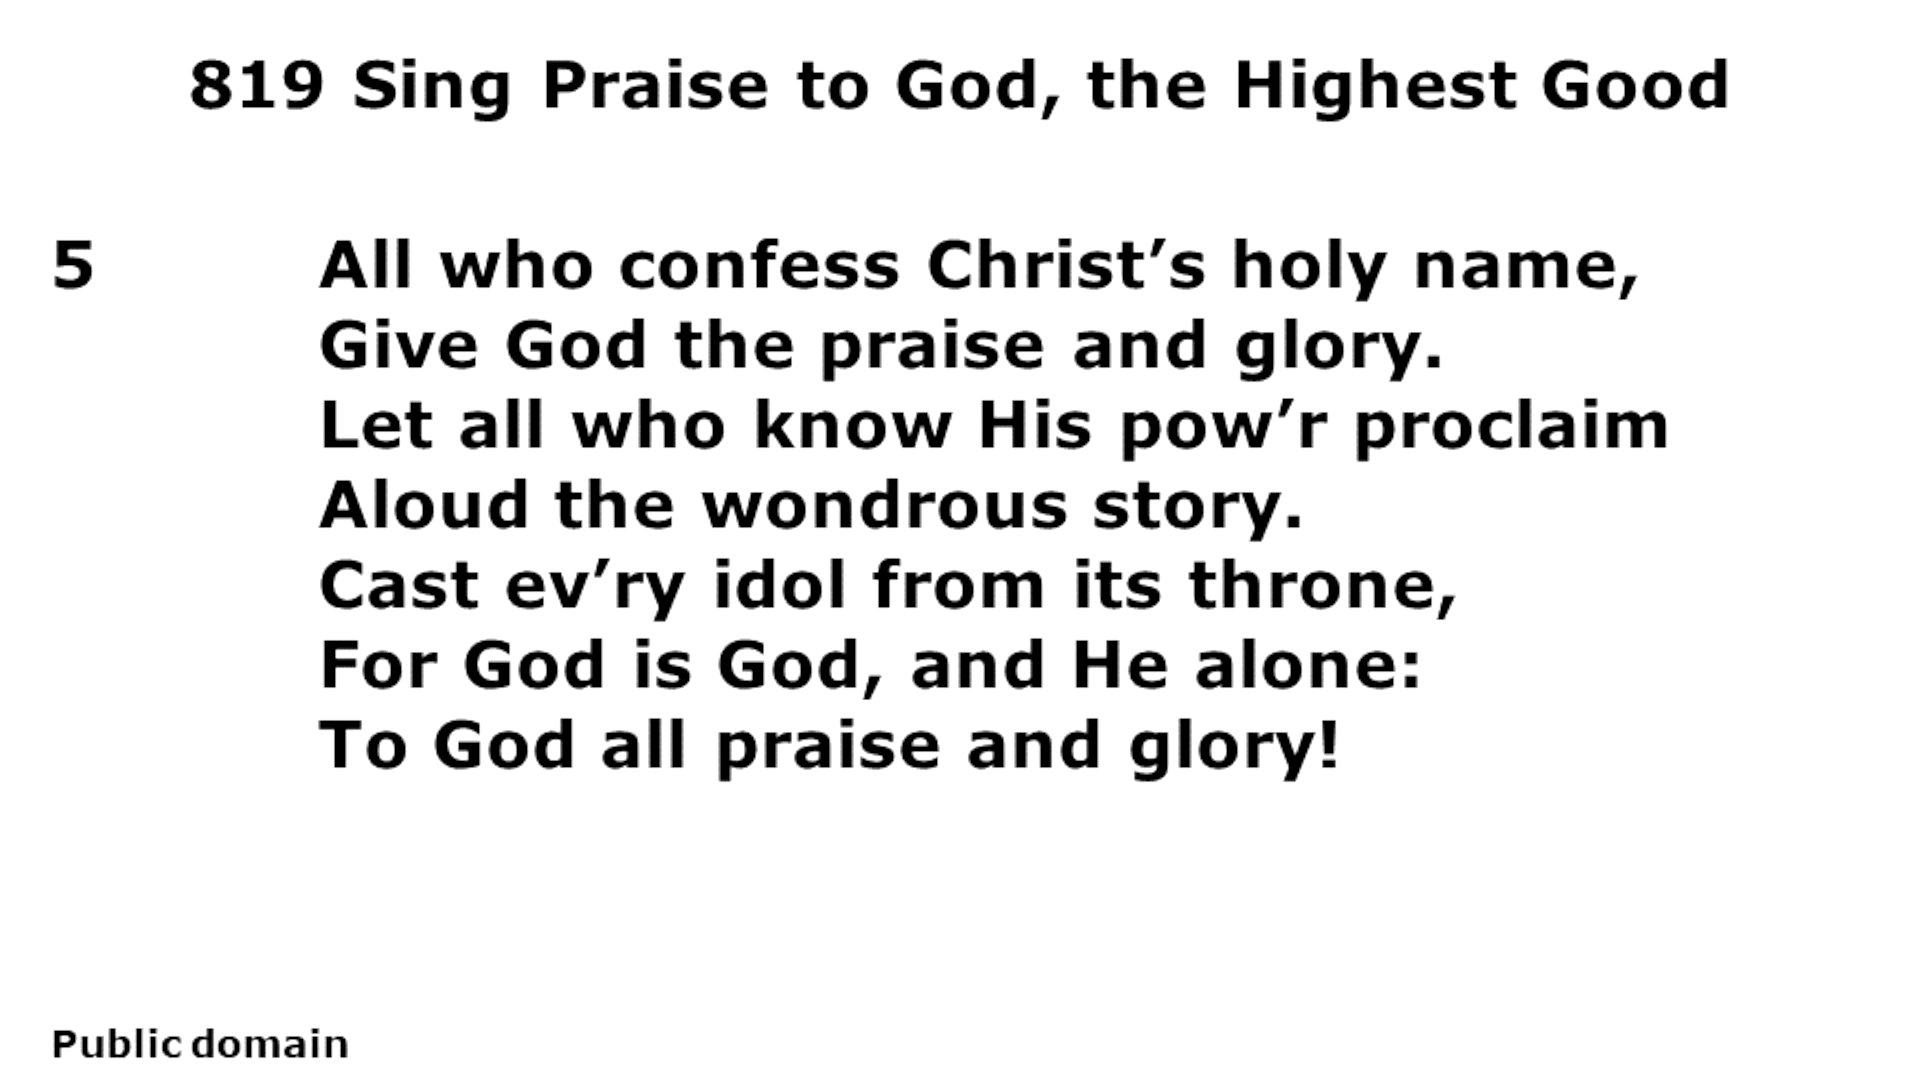 819 Sing Praise to God, the Highest Good
5 All who confess Christ’s holy name,
Give God the praise and glory.
Let all who know His pow’r proclaim
Aloud the wondrous story.
Cast ev’ry idol from its throne,
For God is God, and He alone:
To God all praise and glory!
Public domain